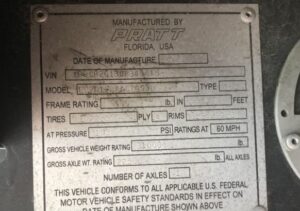 MANUFACTURED BY
PRATT
FLORIDA, USA
DATE OF MANUFACTURE
VIN
MODEL TYPE
FRAME RATING lb. IN FEET
TIRES PLY RIMS
AT PRESSURE PSI RATINGS AT 60 MPH
GROSS VEHICLE WEIGHT RATING lb.
GROSS AXLE WT. RATING lb. ALL AXLES
NUMBER OF AXLES
THIS VEHICLE CONFORMS TO ALL APPLICABLE U.S. FEDERAL
MOTOR VEHICLE SAFETY STANDARDS IN EFFECT ON
DATE OF MANUFACTURE SHOWN ABOVE